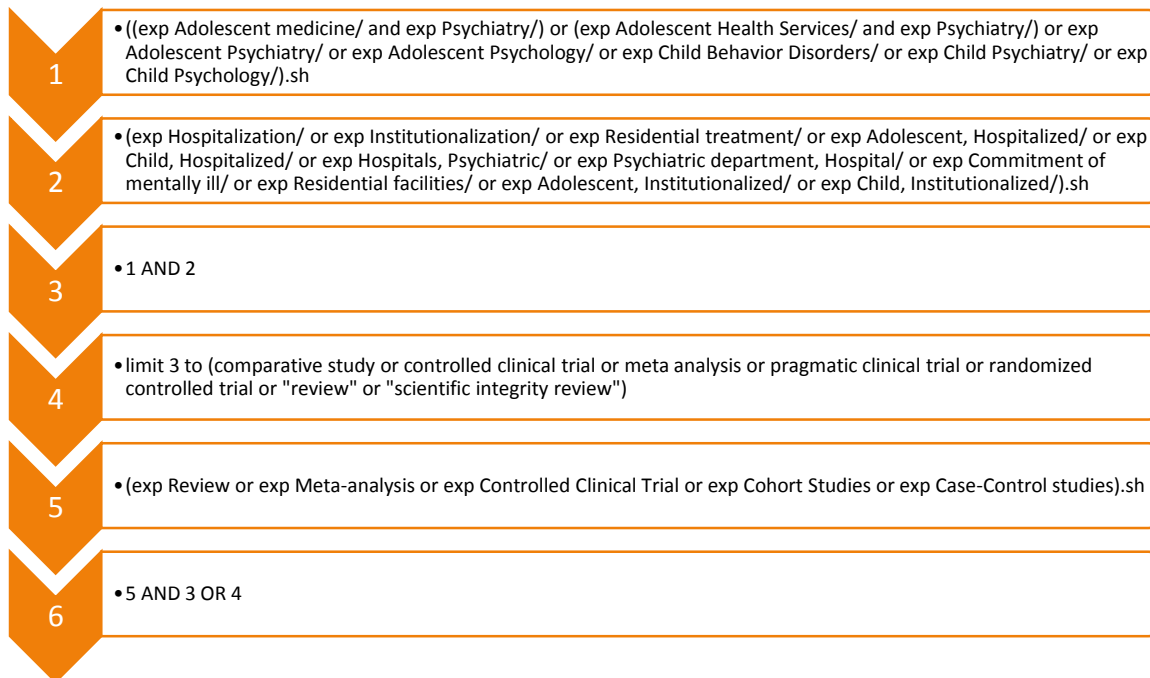 1
•((exp Adolescent medicine/ and exp Psychiatry/) or (exp Adolescent Health Services/ and exp Psychiatry/) or exp
Adolescent Psychiatry/ or exp Adolescent Psychology/ or exp Child Behavior Disorders/ or exp Child Psychiatry/ or exp
Child Psychology/).sh
2
•(exp Hospitalization/ or exp Institutionalization/ or exp Residential treatment/ or exp Adolescent, Hospitalized/ or exp
Child, Hospitalized/ or exp Hospitals, Psychiatric/ or exp Psychiatric department, Hospital/ or exp Commitment of
mentally ill/ or exp Residential facilities/ or exp Adolescent, Institutionalized/ or exp Child, Institutionalized/).sh
3
•1 AND 2
4
•limit 3 to (comparative study or controlled clinical trial or meta analysis or pragmatic clinical trial or randomized
controlled trial or "review" or "scientific integrity review")
5
•(exp Review or exp Meta-analysis or exp Controlled Clinical Trial or exp Cohort Studies or exp Case-Control studies).sh
6
•5 AND 3 OR 4